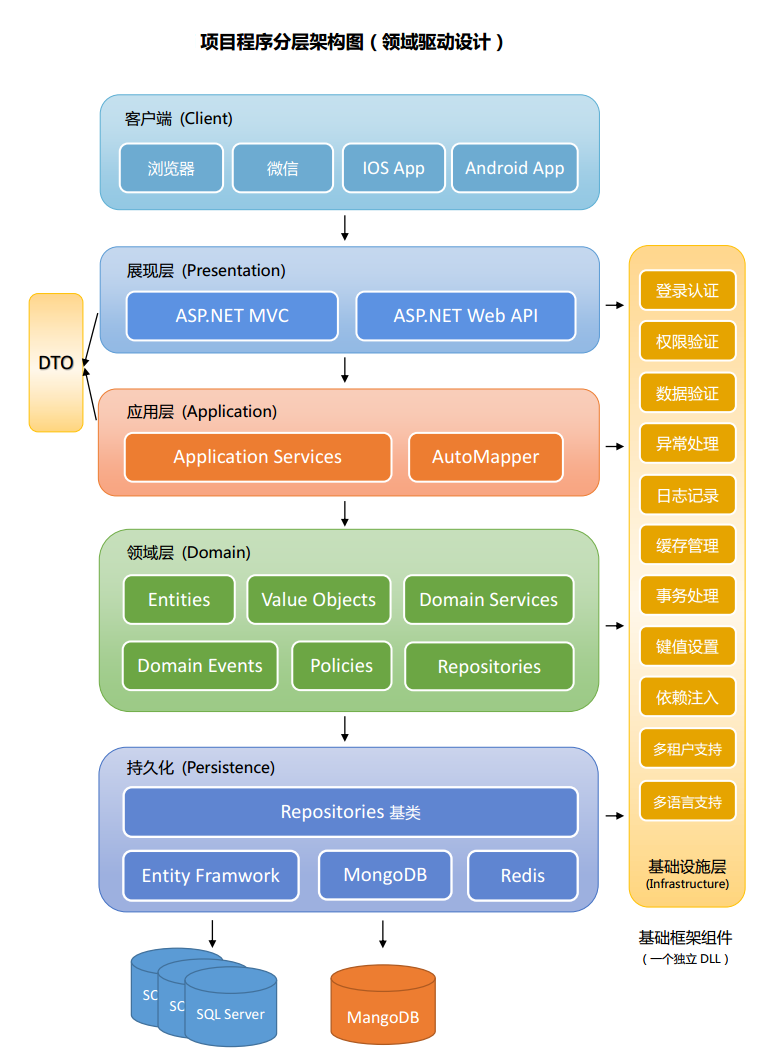 项目程序分层架构图（领域驱动设计）
客户端 (Client)
浏览器
微信
IOS App
Android App
展现层 (Presentation)
ASP.NET MVC
ASP.NET Web API
DTO
应用层 (Application)
Application Services
AutoMapper
领域层 (Domain)
Entities
Value Objects
Domain Services
Domain Events
Policies
Repositories
持久化 (Persistence)
Repositories 基类
Entity Framwork
MongoDB
Redis
SC
SC
SQL Server
MangoDB
登录认证
权限验证
数据验证
异常处理
日志记录
缓存管理
事务处理
键值设置
依赖注入
多租户支持
多语言支持
基础设施层
(Infrastructure)
基础框架组件
（一个独立 DLL）